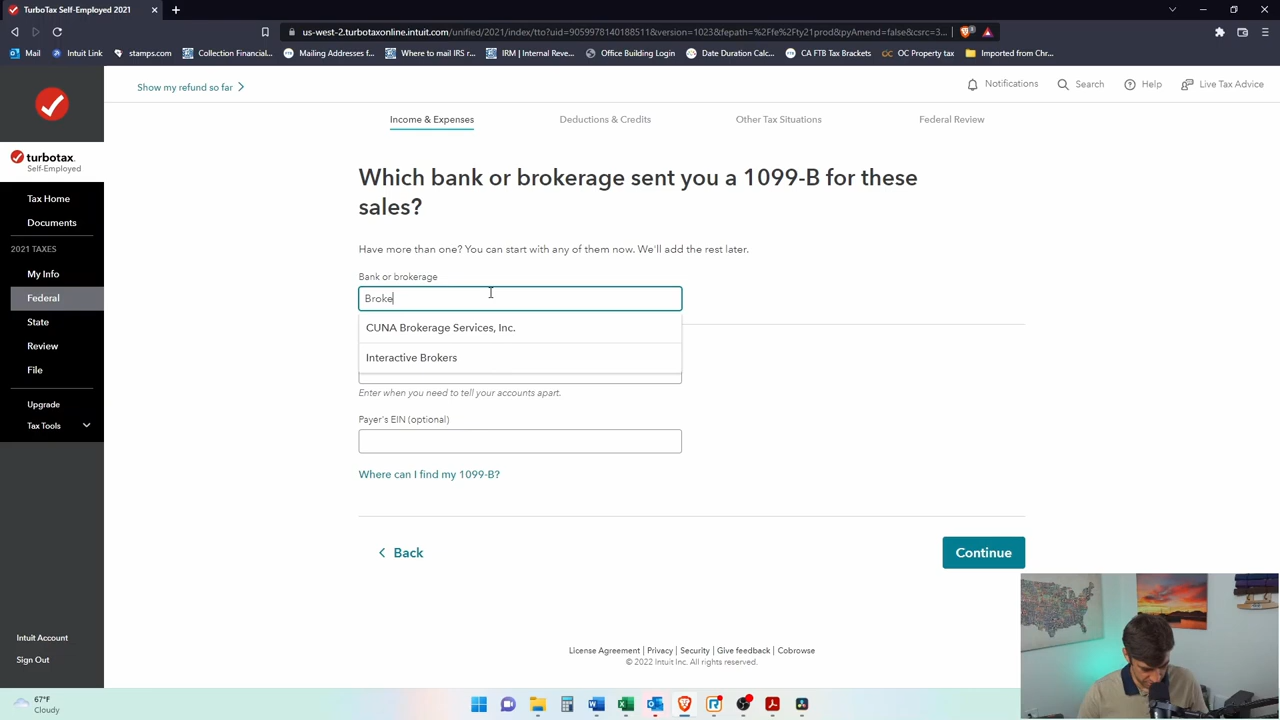 TurboTax Self-Employed 2021
us-west-2.turbotaxonline.intuit.com/unified/2021/index/tto?uid=9059978140188511&version=1023&fepath=%2Ffe%2Fty21prod&pyAmend=false&csrc=3...
Mail
Intuit Link
stamps.com
Collection Financial...
Mailing Addresses f...
Where to mail IRS r...
IRM | Internal Reve...
Office Building Login
Date Duration Calc...
CA FTB Tax Brackets
OC Property tax
Imported from Chr...
Show my refund so far
Notifications
Search
Help
Live Tax Advice
turbotax
Self-Employed
Tax Home
Documents
2021 TAXES
My Info
Federal
State
Review
File
Upgrade
Tax Tools
Intuit Account
Sign Out
Income & Expenses
Deductions & Credits
Other Tax Situations
Federal Review
Which bank or brokerage sent you a 1099-B for these
sales?
Have more than one? You can start with any of them now. We'll add the rest later.
Bank or brokerage
Broke
CUNA Brokerage Services, Inc.
Interactive Brokers
Enter when you need to tell your accounts apart.
Payer's EIN (optional)
Where can I find my 1099-B?
Back
Continue
License Agreement | Privacy | Security | Give feedback | Cobrowse
© 2022 Intuit Inc. All rights reserved.
67°F
Cloudy